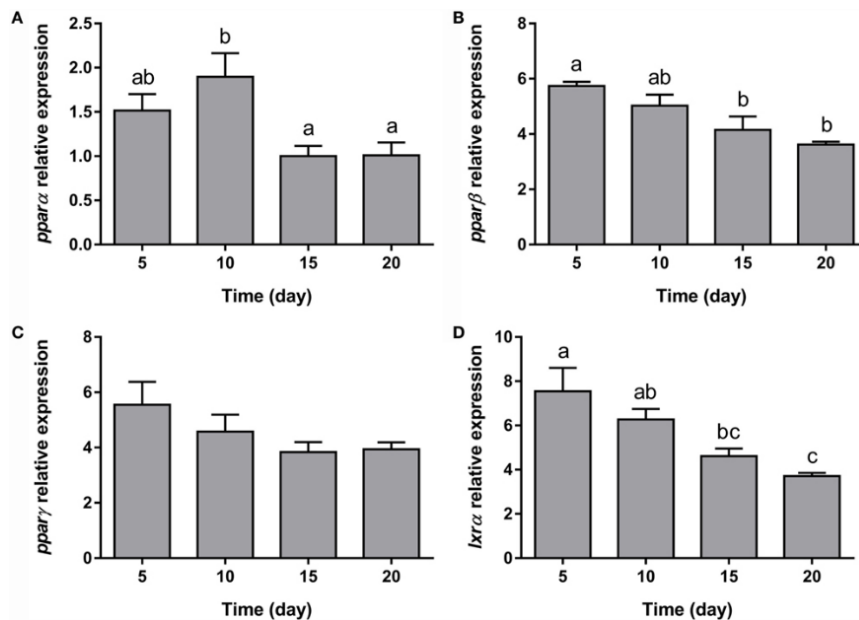 A
pparα relative expression
2.5
2.0
1.5
1.0
0.5
0.0
ab
b
a
a
5
10
15
20
Time (day)
B
pparβ relative expression
8
6
4
2
0
a
ab
b
b
5
10
15
20
Time (day)
C
pparγ relative expression
8
6
4
2
0
5
10
15
20
Time (day)
D
lxrα relative expression
10
8
6
4
2
0
a
ab
bc
c
5
10
15
20
Time (day)